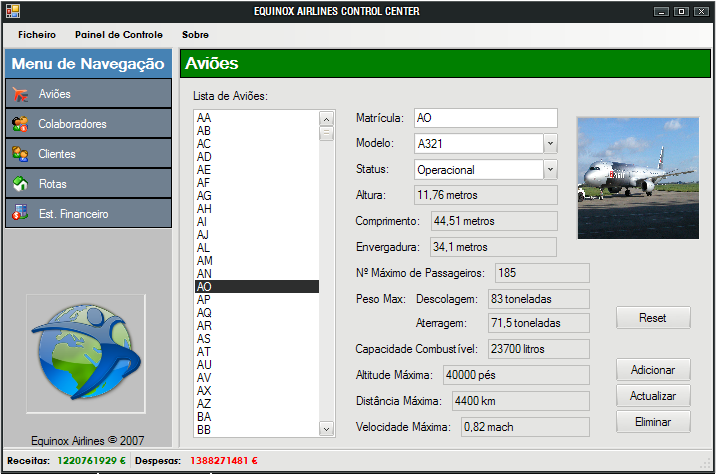 EQUINOX AIRLINES CONTROL CENTER
Ficheiro Painel de Controle Sobre
Menu de Navegação
Aviões
Colaboradores
Clientes
Rotas
Est. Financeiro
Equinox Airlines © 2007
Aviões
Lista de Aviões:
AA
AB
AC
AD
AE
AF
AG
AH
AI
AJ
AL
AM
AN
AO
AP
AQ
AR
AS
AT
AU
AV
AX
AZ
BA
BB
Matrícula: AO
Modelo: A321
Status: Operacional
Altura: 11,76 metros
Comprimento: 44,51 metros
Envergadura: 34,1 metros
Nº Máximo de Passageiros: 185
Peso Max: Descolagem: 83 toneladas
Aterragem: 71,5 toneladas
Capacidade Combustível: 23700 litros
Altitude Máxima: 40000 pés
Distância Máxima: 4400 km
Velocidade Máxima: 0,82 mach
Reset
Adicionar
Actualizar
Eliminar
Receitas: 1220761929 € Despesas: 1388271481 €